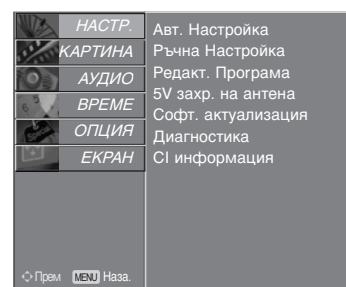 НАСТР.
КАРТИНА
АУДИО
ВРЕМЕ
ОПЦИЯ
ЕКРАН
Авт. Настройка
Ръчна Настройка
Редакт. Програма
5V захр. на антена
Софт. актуализация
Диагностика
CI информация
Прем MENU Наза.